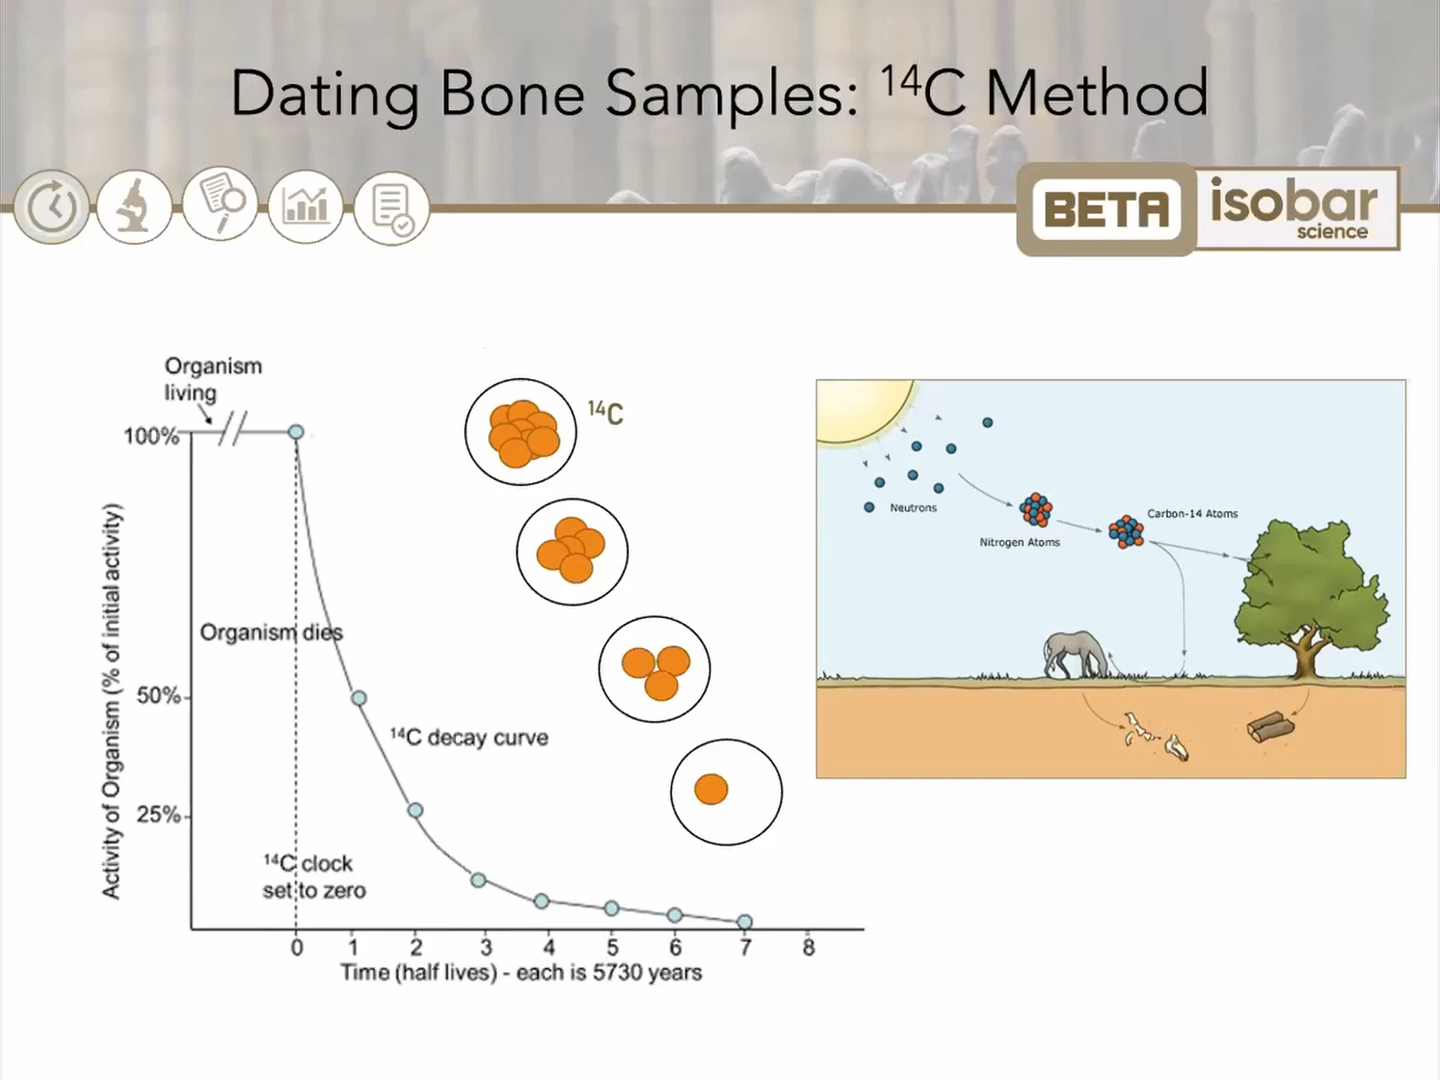 Dating Bone Samples: ¹⁴C Method
BETA
isobar
science
Organism
living
100%
¹⁴C
Organism dies
50%
¹⁴C decay curve
25%
¹⁴C clock
set to zero
Activity of Organism (% of initial activity)
0 1 2 3 4 5 6 7 8
Time (half lives) - each is 5730 years
Neutrons
Nitrogen Atoms
Carbon-14 Atoms